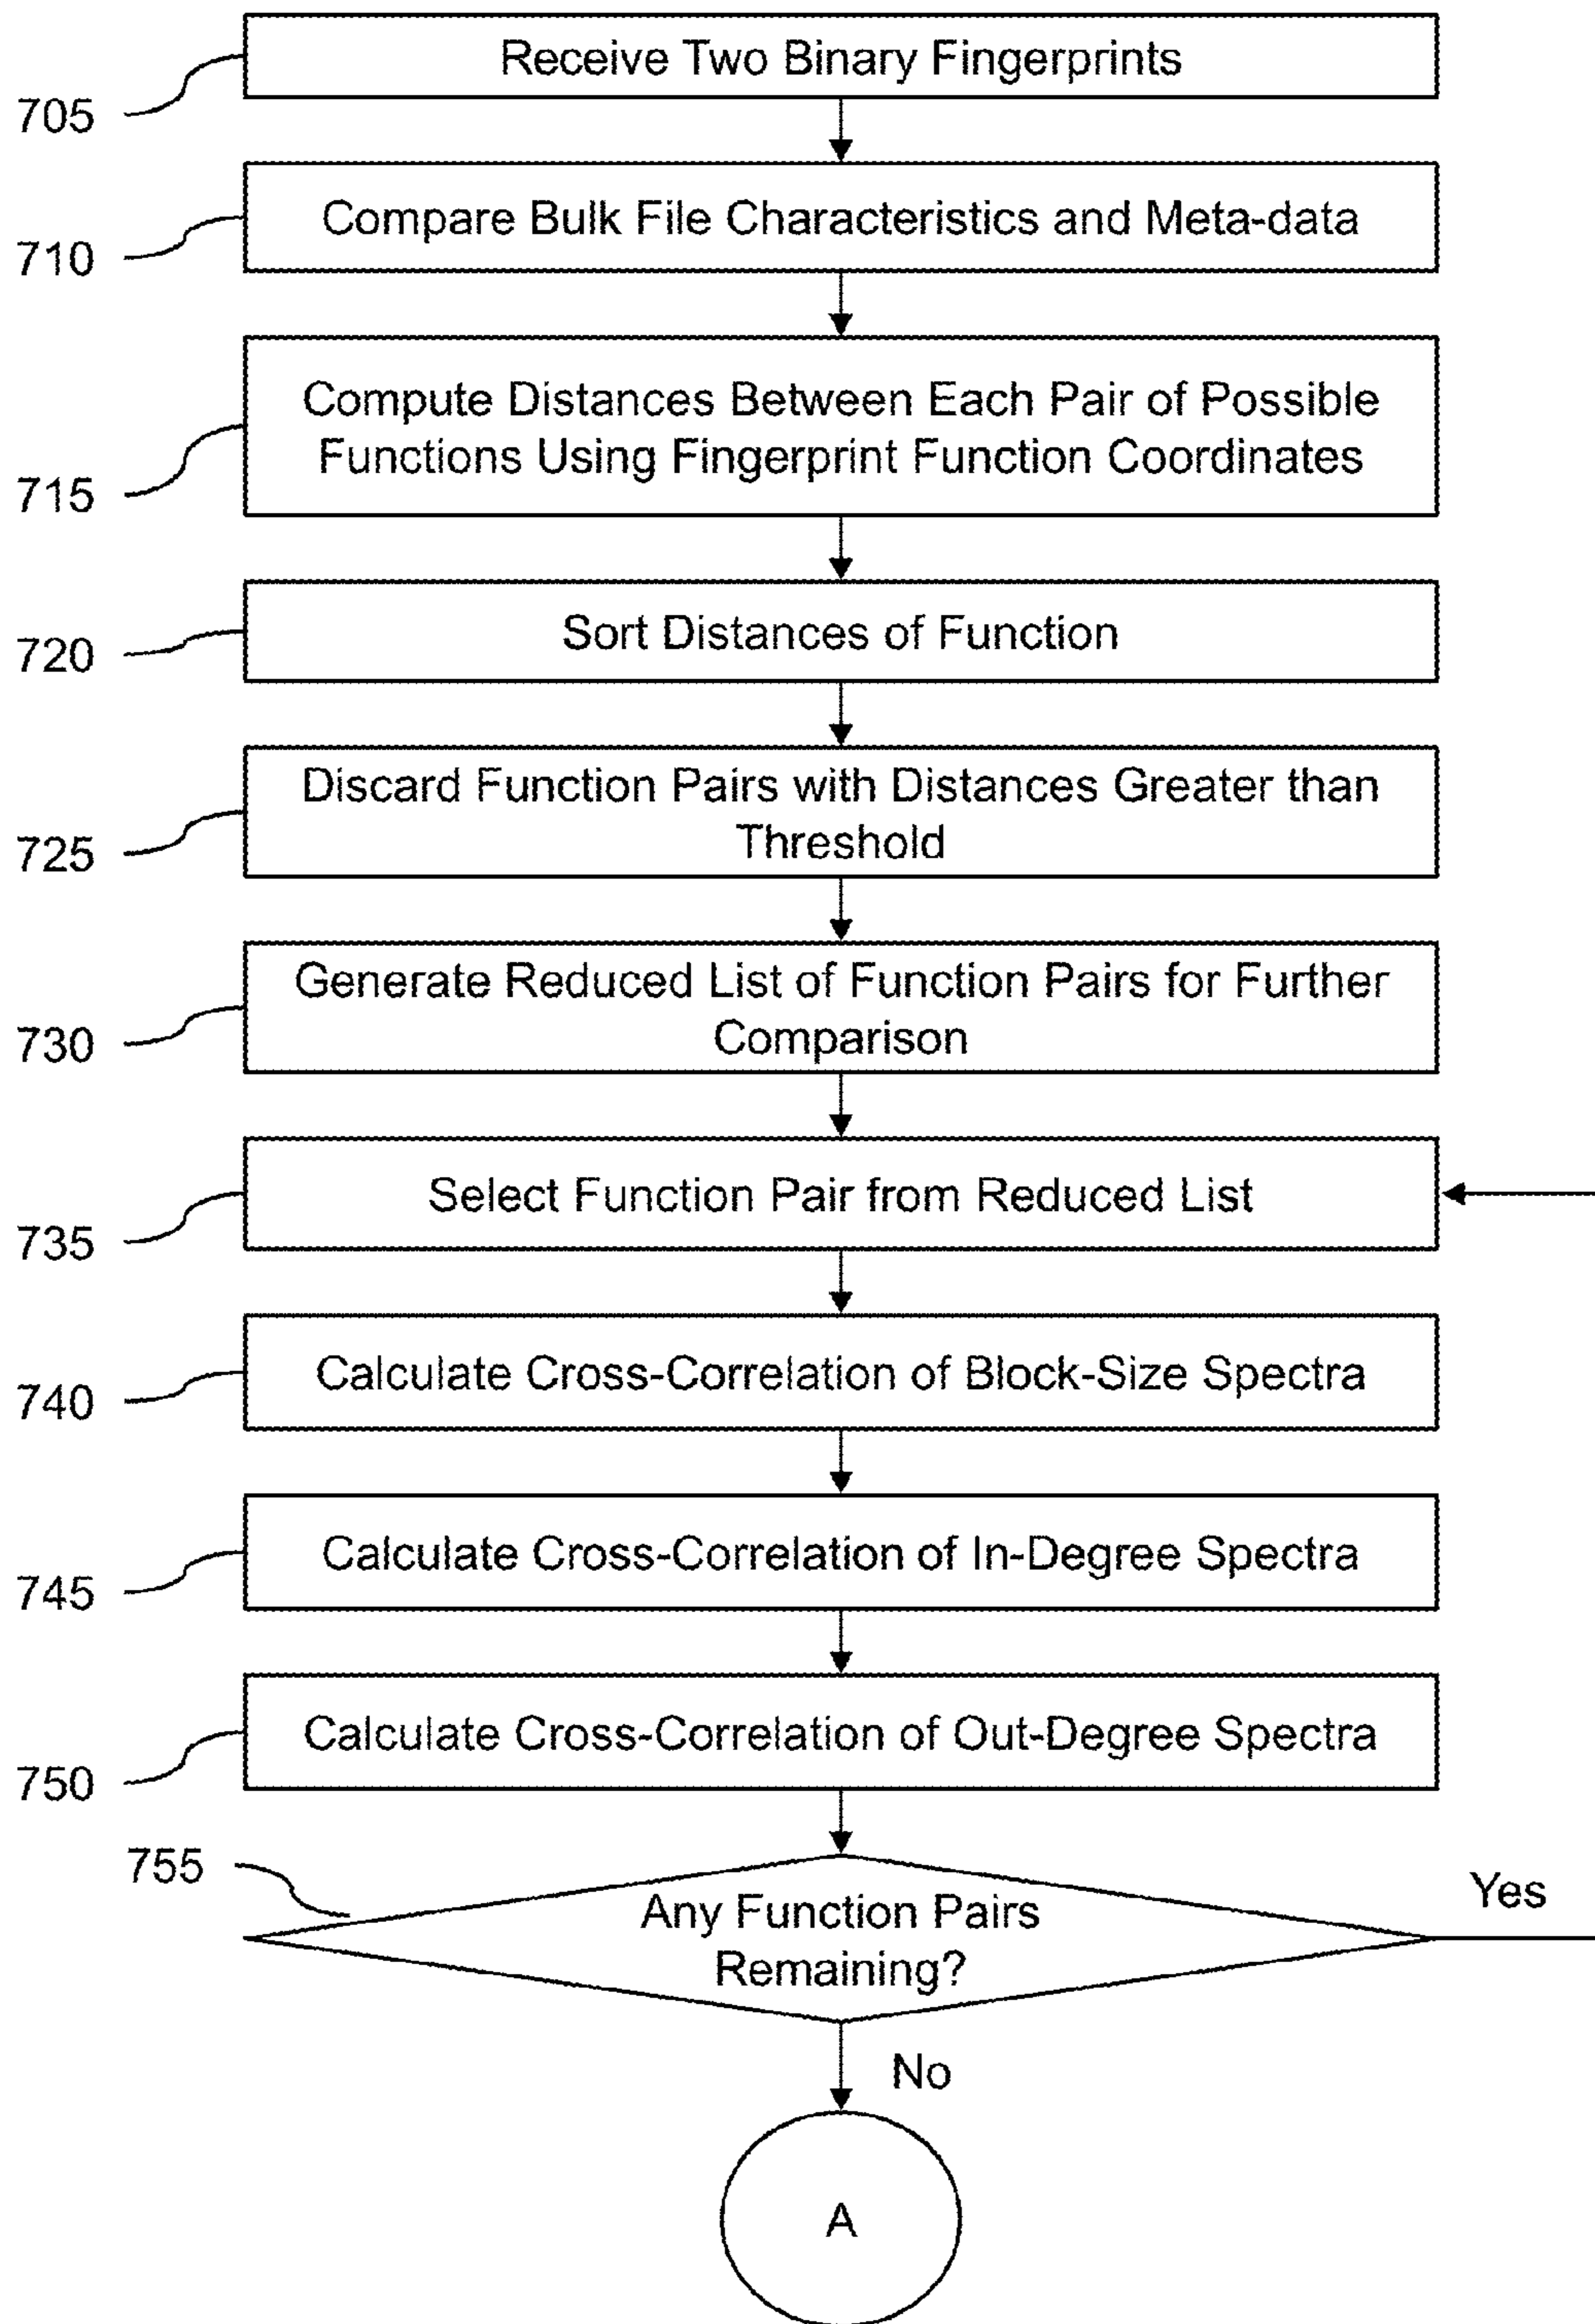 Receive Two Binary Fingerprints
705
Compare Bulk File Characteristics and Meta-data
710
Compute Distances Between Each Pair of Possible
Functions Using Fingerprint Function Coordinates
715
Sort Distances of Function
720
Discard Function Pairs with Distances Greater than
Threshold
725
Generate Reduced List of Function Pairs for Further
Comparison
730
Select Function Pair from Reduced List
735
Calculate Cross-Correlation of Block-Size Spectra
740
Calculate Cross-Correlation of In-Degree Spectra
745
Calculate Cross-Correlation of Out-Degree Spectra
750
755
Any Function Pairs
Remaining?
Yes
No
A